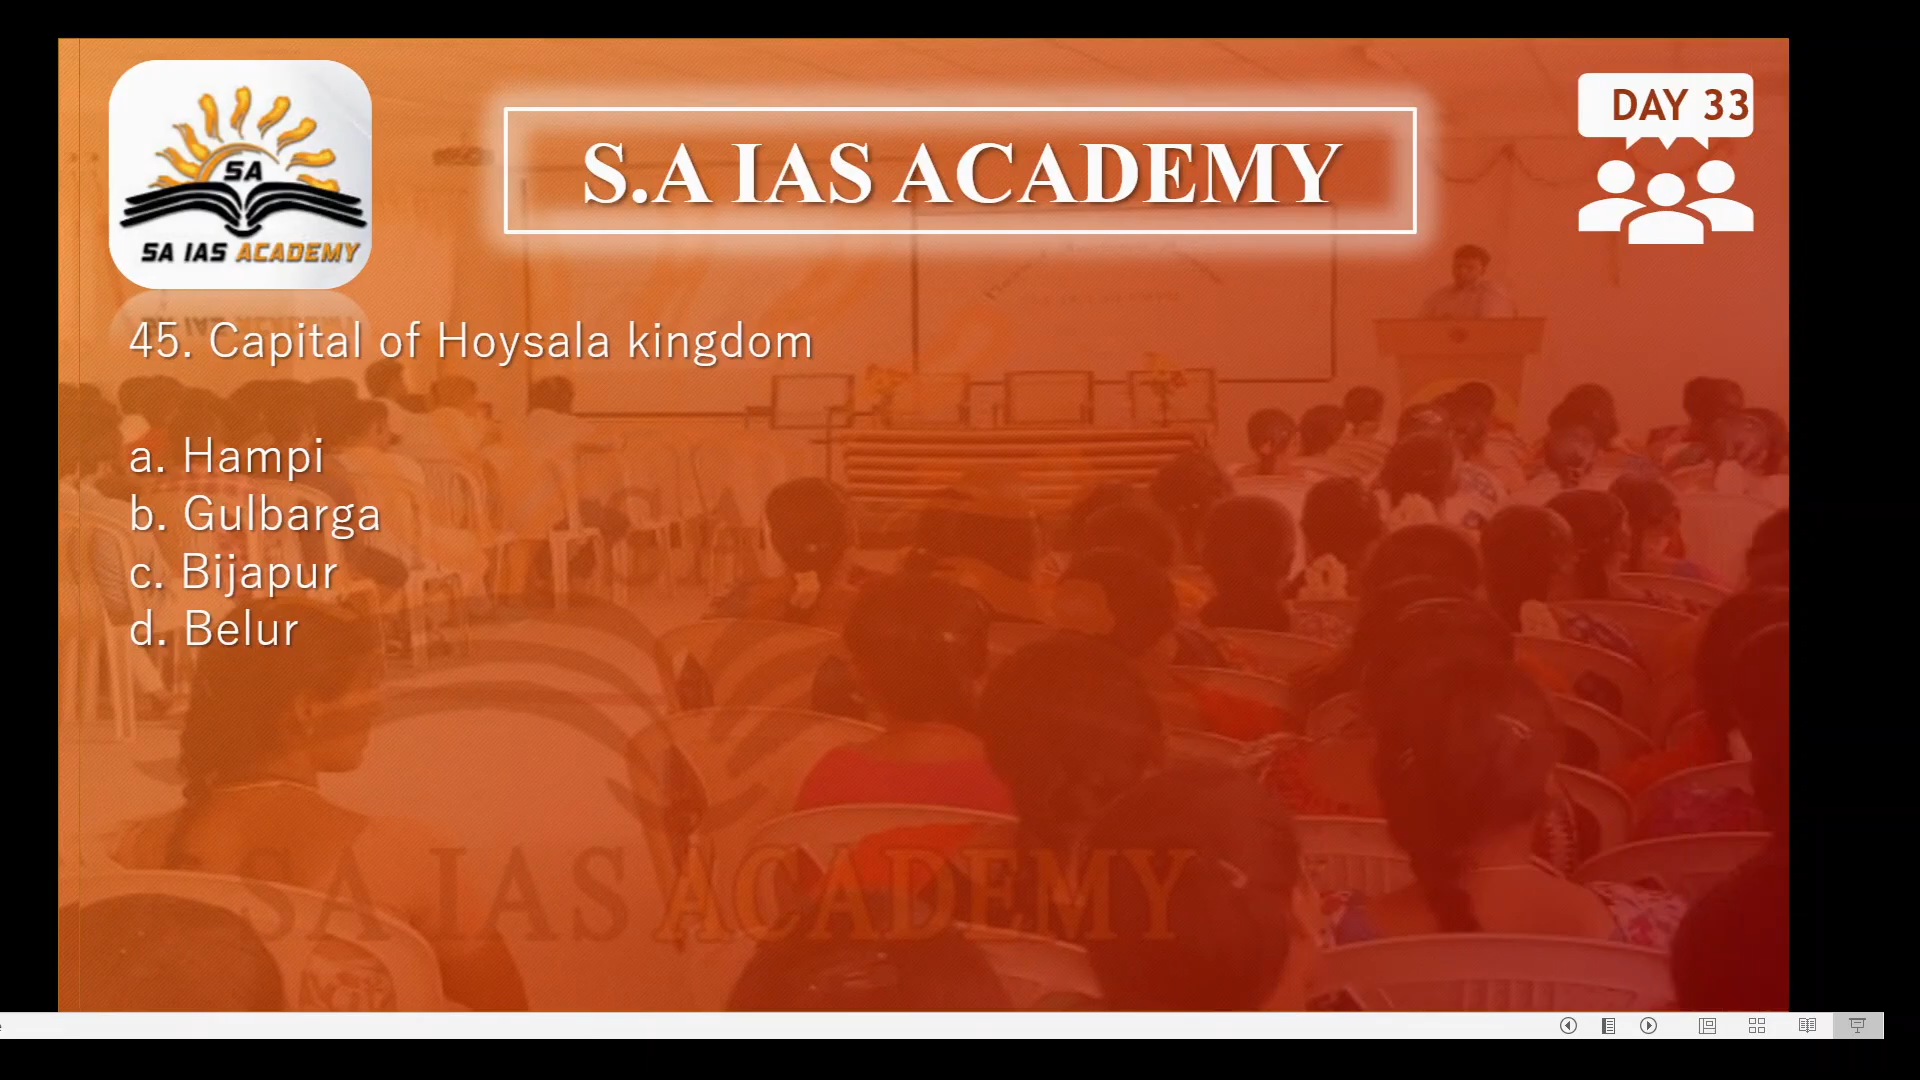 DAY 33
S.A IAS ACADEMY
SA
SA IAS ACADEMY
45. Capital of Hoysala kingdom
a. Hampi
b. Gulbarga
c. Bijapur
d. Belur
SA IAS ACADEMY